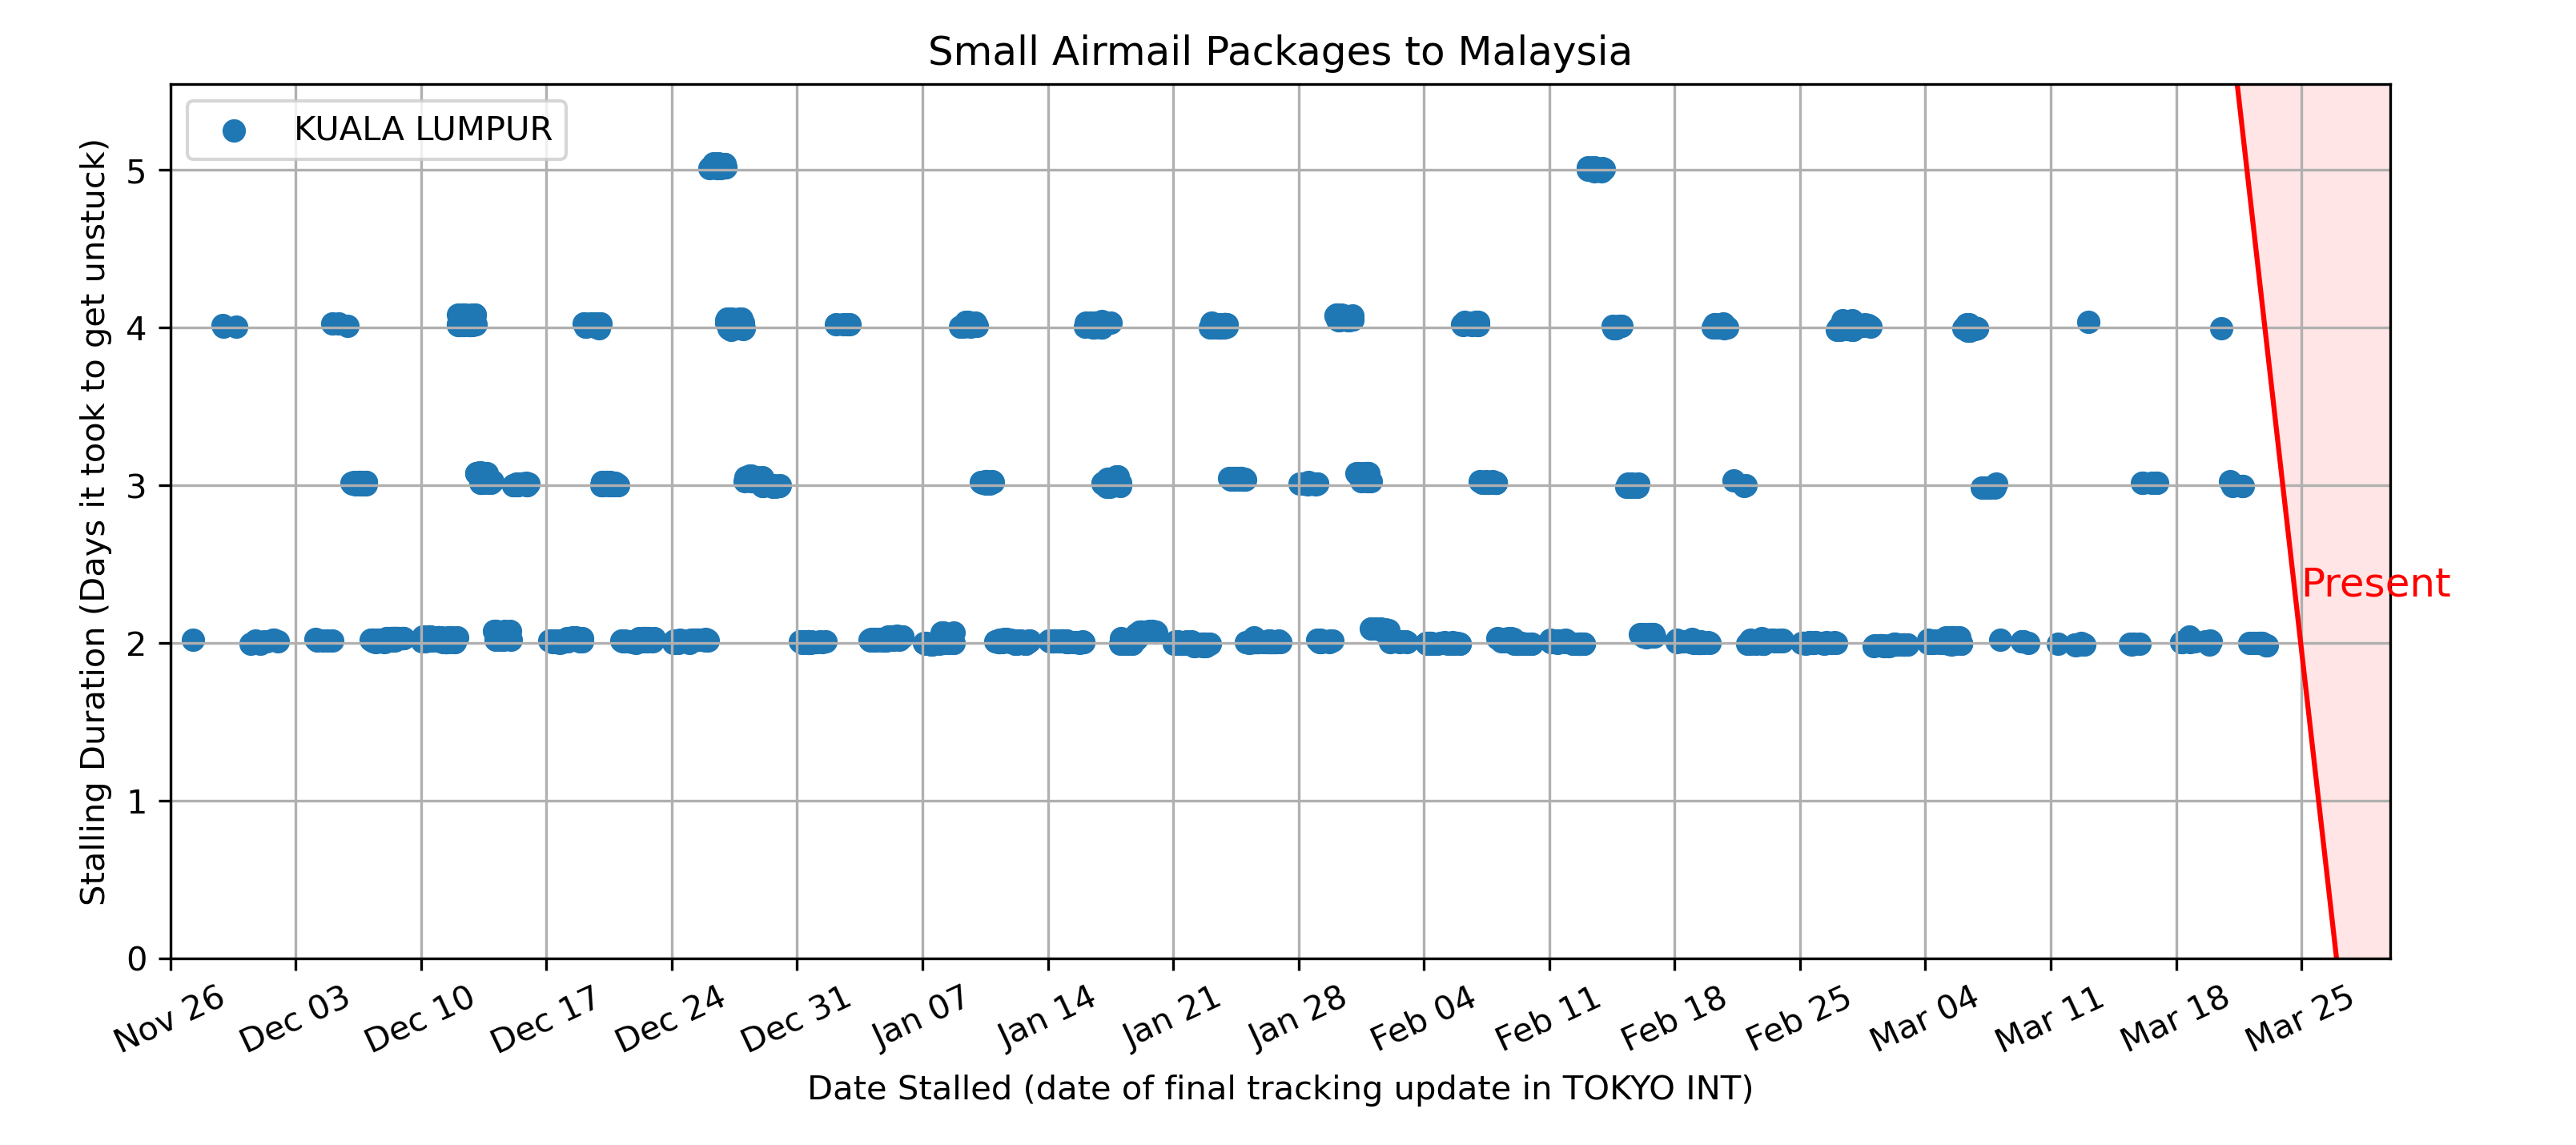 Small Airmail Packages to Malaysia
KUALA LUMPUR
Stalling Duration (Days it took to get unstuck)
5
4
3
2
1
0
Present
Nov 26
Dec 03
Dec 10
Dec 17
Dec 24
Dec 31
Jan 07
Jan 14
Jan 21
Jan 28
Feb 04
Feb 11
Feb 18
Feb 25
Mar 04
Mar 11
Mar 18
Mar 25
Date Stalled (date of final tracking update in TOKYO INT)